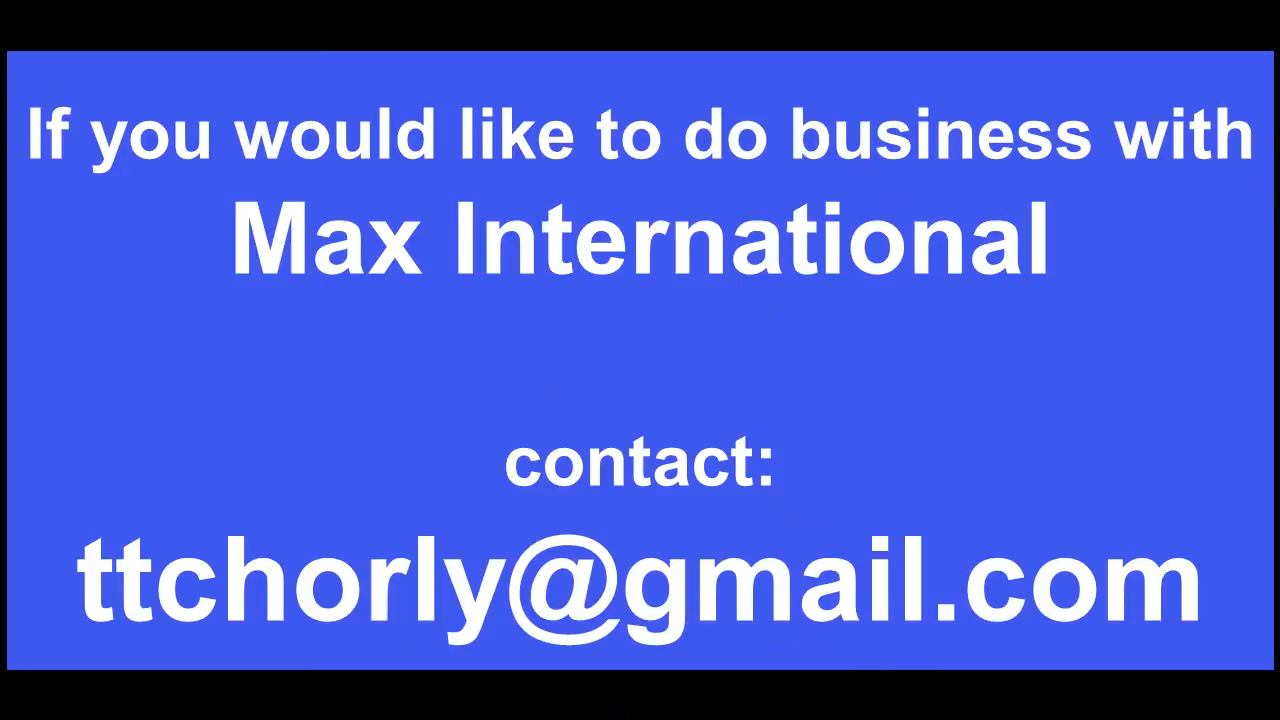 If you would like to do business with
Max International
contact:
ttchorly@gmail.com